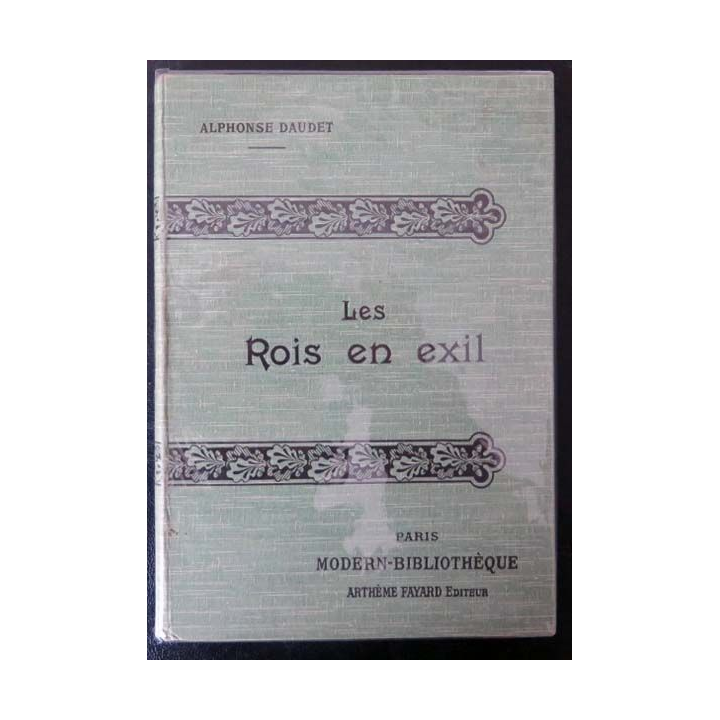 ALPHONSE DAUDET
Les
Rois en exil
PARIS
MODERN-BIBLIOTHÈQUE
ARTHÈME FAYARD EDITEUR